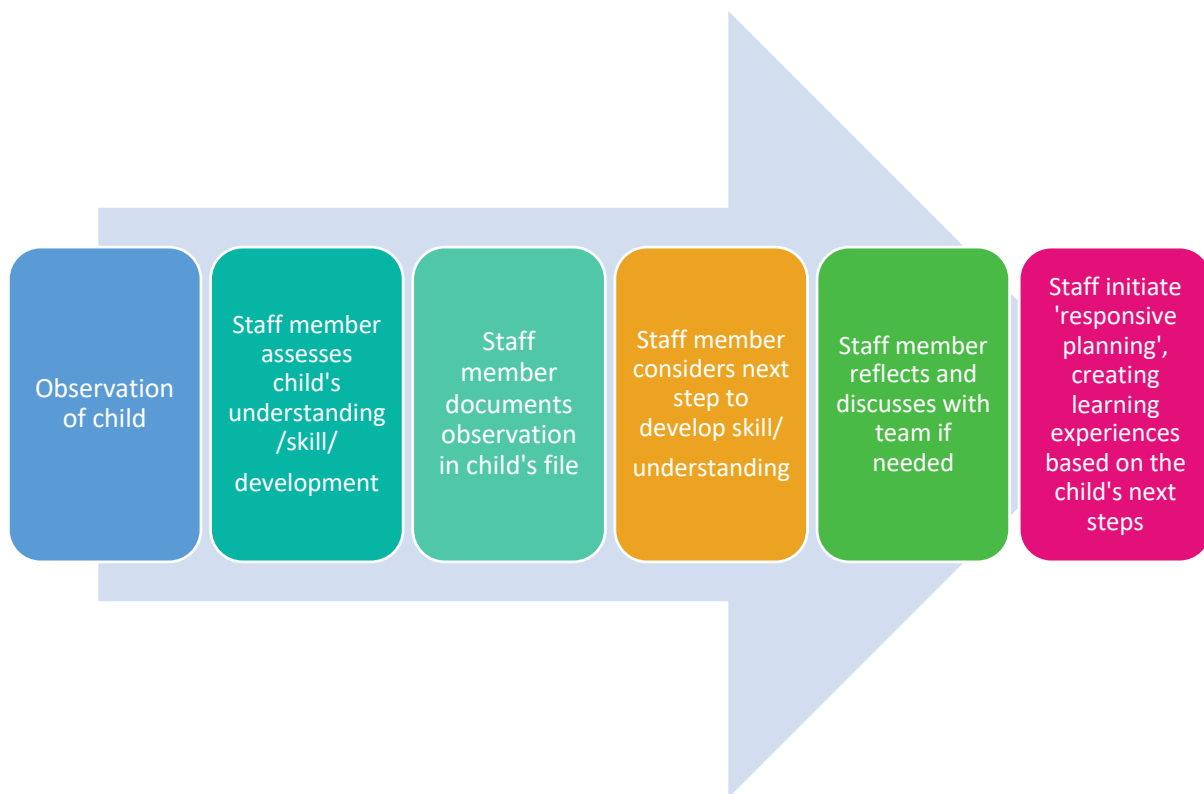 Observation
of child
Staff member
assesses
child's
understanding
/skill/
development
Staff
member
documents
observation
in child's file
Staff member
considers next
step to
develop skill/
understanding
Staff member
reflects and
discusses with
team if
needed
Staff initiate
'responsive
planning',
creating
learning
experiences
based on the
child's next
steps